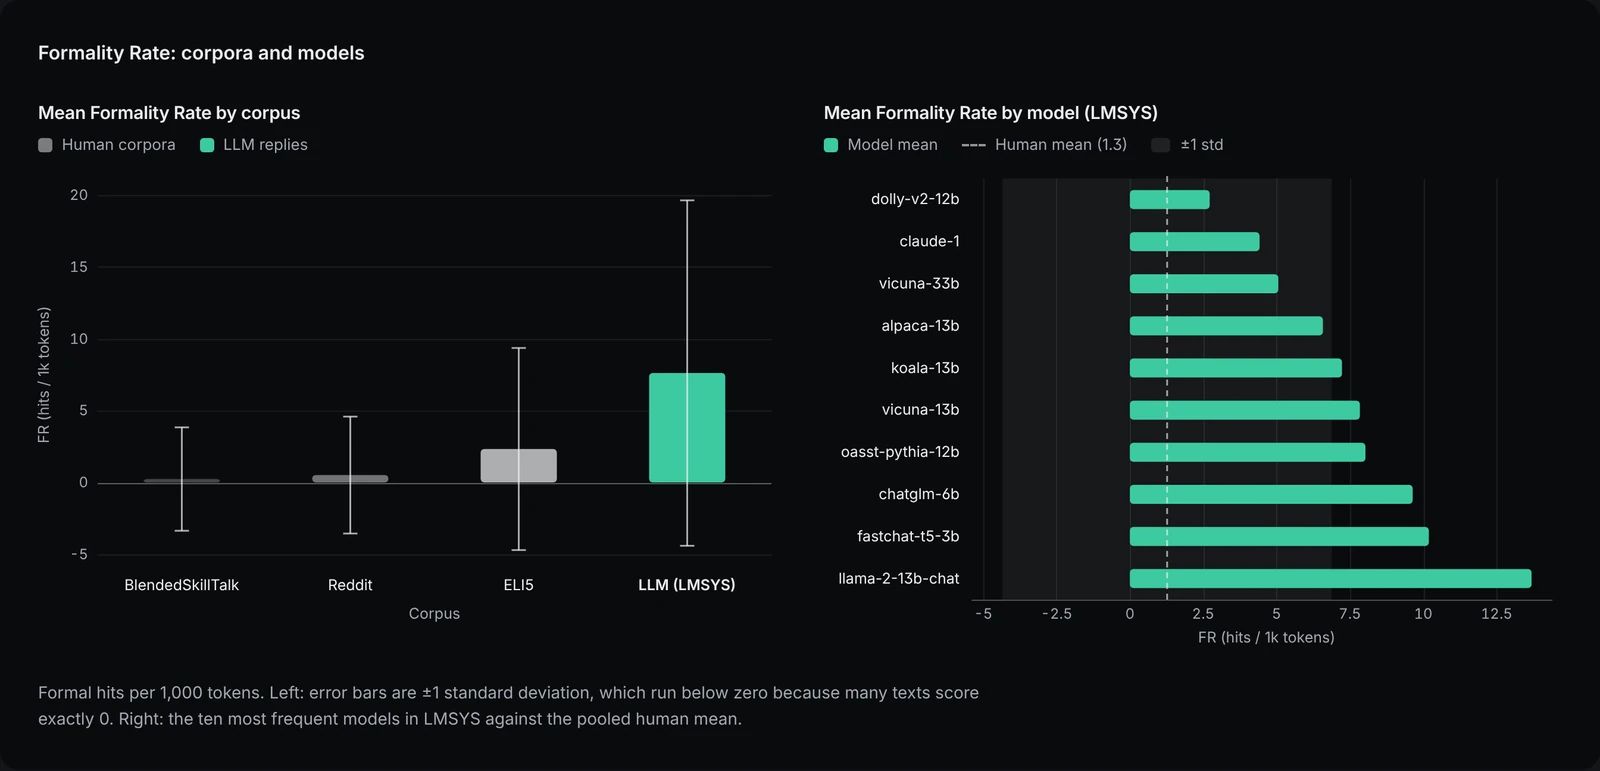 Formality Rate: corpora and models
Mean Formality Rate by corpus
Human corpora
LLM replies
20
15
10
5
0
-5
FR (hits / 1k tokens)
BlendedSkillTalk
Reddit
ELI5
LLM (LMSYS)
Corpus
Mean Formality Rate by model (LMSYS)
Model mean
Human mean (1.3)
±1 std
dolly-v2-12b
claude-1
vicuna-33b
alpaca-13b
koala-13b
vicuna-13b
oasst-pythia-12b
chatglm-6b
fastchat-t5-3b
llama-2-13b-chat
-5
-2.5
0
2.5
5
7.5
10
12.5
FR (hits / 1k tokens)
Formal hits per 1,000 tokens. Left: error bars are ±1 standard deviation, which run below zero because many texts score
exactly 0. Right: the ten most frequent models in LMSYS against the pooled human mean.